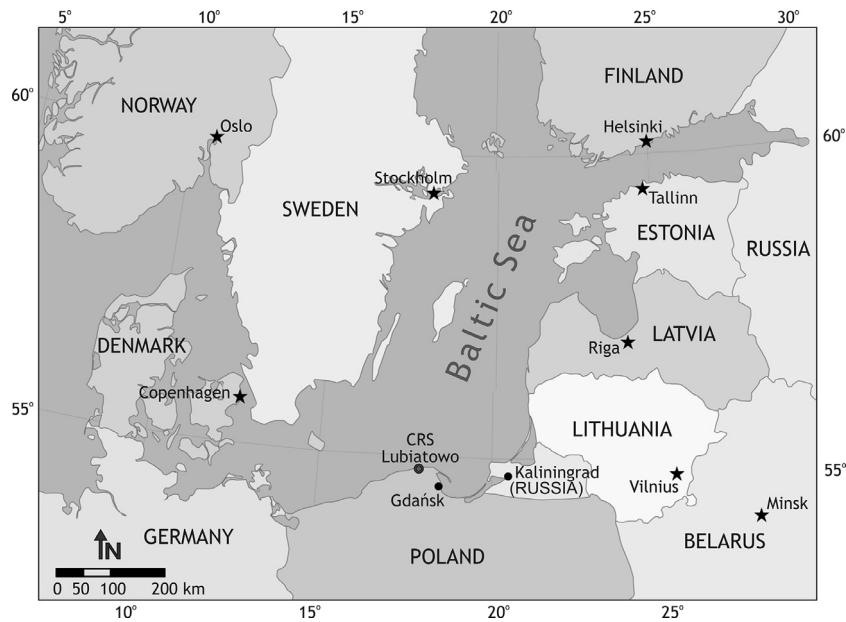 5° 10° 15° 20° 25° 30°
60°
FINLAND
NORWAY
Oslo
Helsinki
60°
Stockholm
Tallinn
SWEDEN
ESTONIA
RUSSIA
Baltic Sea
DENMARK
Riga
LATVIA
Copenhagen
55°
LITHUANIA
CRS
Lubiatowo
Kaliningrad
(RUSSIA)
55°
Gdańsk
Vilnius
Minsk
GERMANY
N
POLAND
BELARUS
0 50 100 200 km
10° 15° 20° 25°